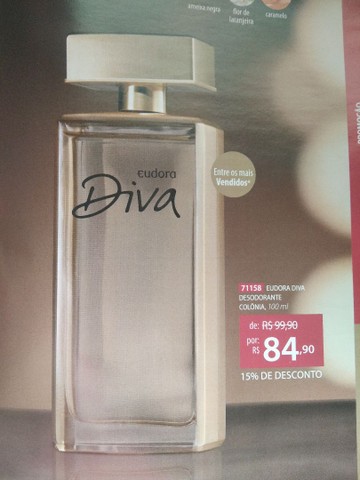 ameixa negra
flor de
laranjeira
caramelo
eudora
Diva
Entre os mais
Vendidos*
71158 EUDORA DIVA
DESODORANTE
COLÔNIA, 100 ml
de: R$ 99,90
por:
R$ 84,90
15% DE DESCONTO
PROMOÇÃO